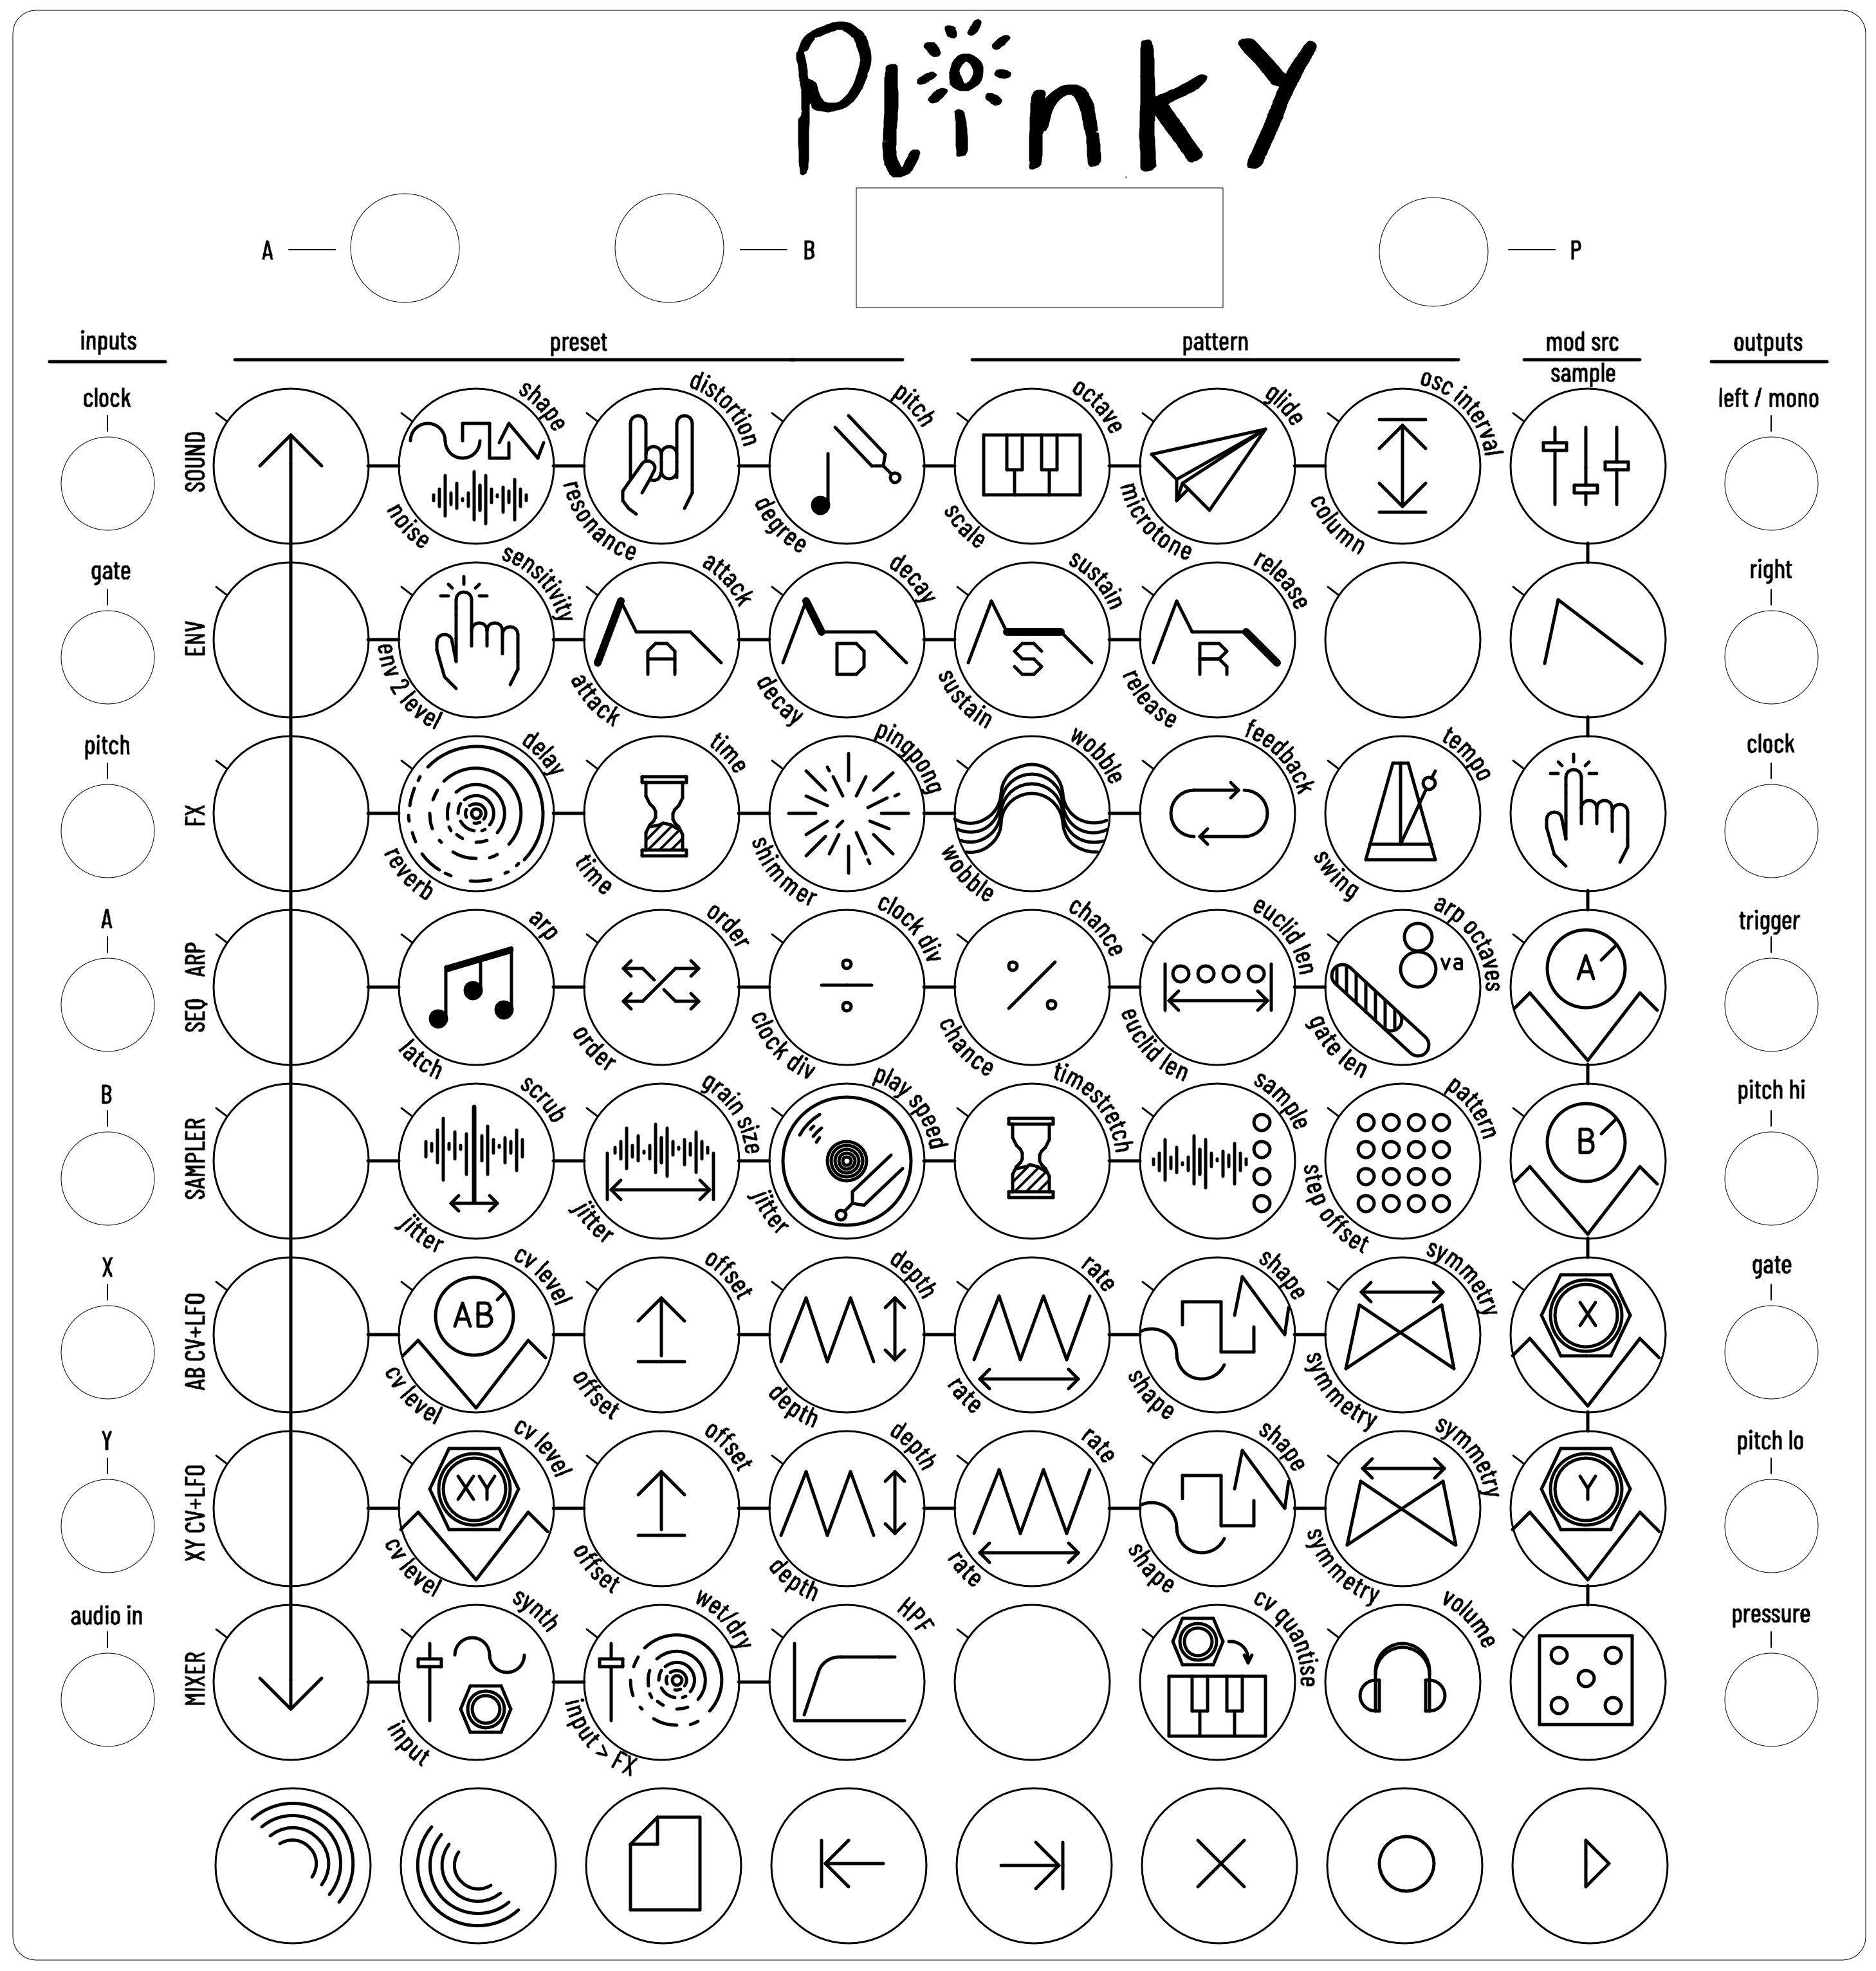 PlinkY
A
B
P
inputs
preset
pattern
mod src
outputs
clock
SOUND
shape
noise
distortion
resonance
pitch
degree
octave
scale
glide
microtone
osc interval
column
sample
left / mono
gate
ENV
sensitivity
env 2 level
attack
attack
A
decay
decay
D
sustain
sustain
S
release
release
R
right
pitch
FX
delay
reverb
time
time
pingpong
shimmer
wobble
wobble
feedback
tempo
swing
clock
A
SEQ ARP
arp
latch
order
order
clock div
clock div
chance
chance
euclid len
euclid len
arp octaves
gate len
8va
A
trigger
B
SAMPLER
scrub
jitter
grain size
jitter
play speed
jitter
timestretch
sample
pattern
step offset
B
pitch hi
X
AB CV+LFO
cv level
cv level
AB
offset
offset
depth
depth
rate
rate
shape
shape
symmetry
symmetry
X
gate
Y
XY CV+LFO
cv level
cv level
XY
offset
offset
depth
depth
rate
rate
shape
shape
symmetry
symmetry
Y
pitch lo
audio in
MIXER
synth
input
wet/dry
input > FX
HPF
cv quantise
volume
pressure